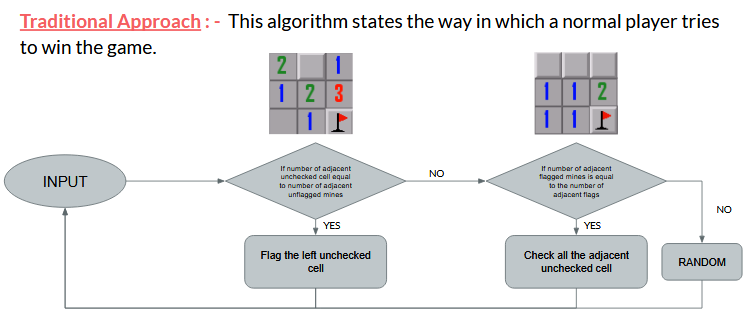 Traditional Approach : - This algorithm states the way in which a normal player tries
to win the game.
2 1
1 2 3
1
1 1 2
1 1
INPUT
If number of adjacent
unchecked cell equal
to number of adjacent
unflagged mines
NO
If number of adjacent
flagged mines is equal
to the number of
adjacent flags
NO
YES
YES
Flag the left unchecked
cell
Check all the adjacent
unchecked cell
RANDOM